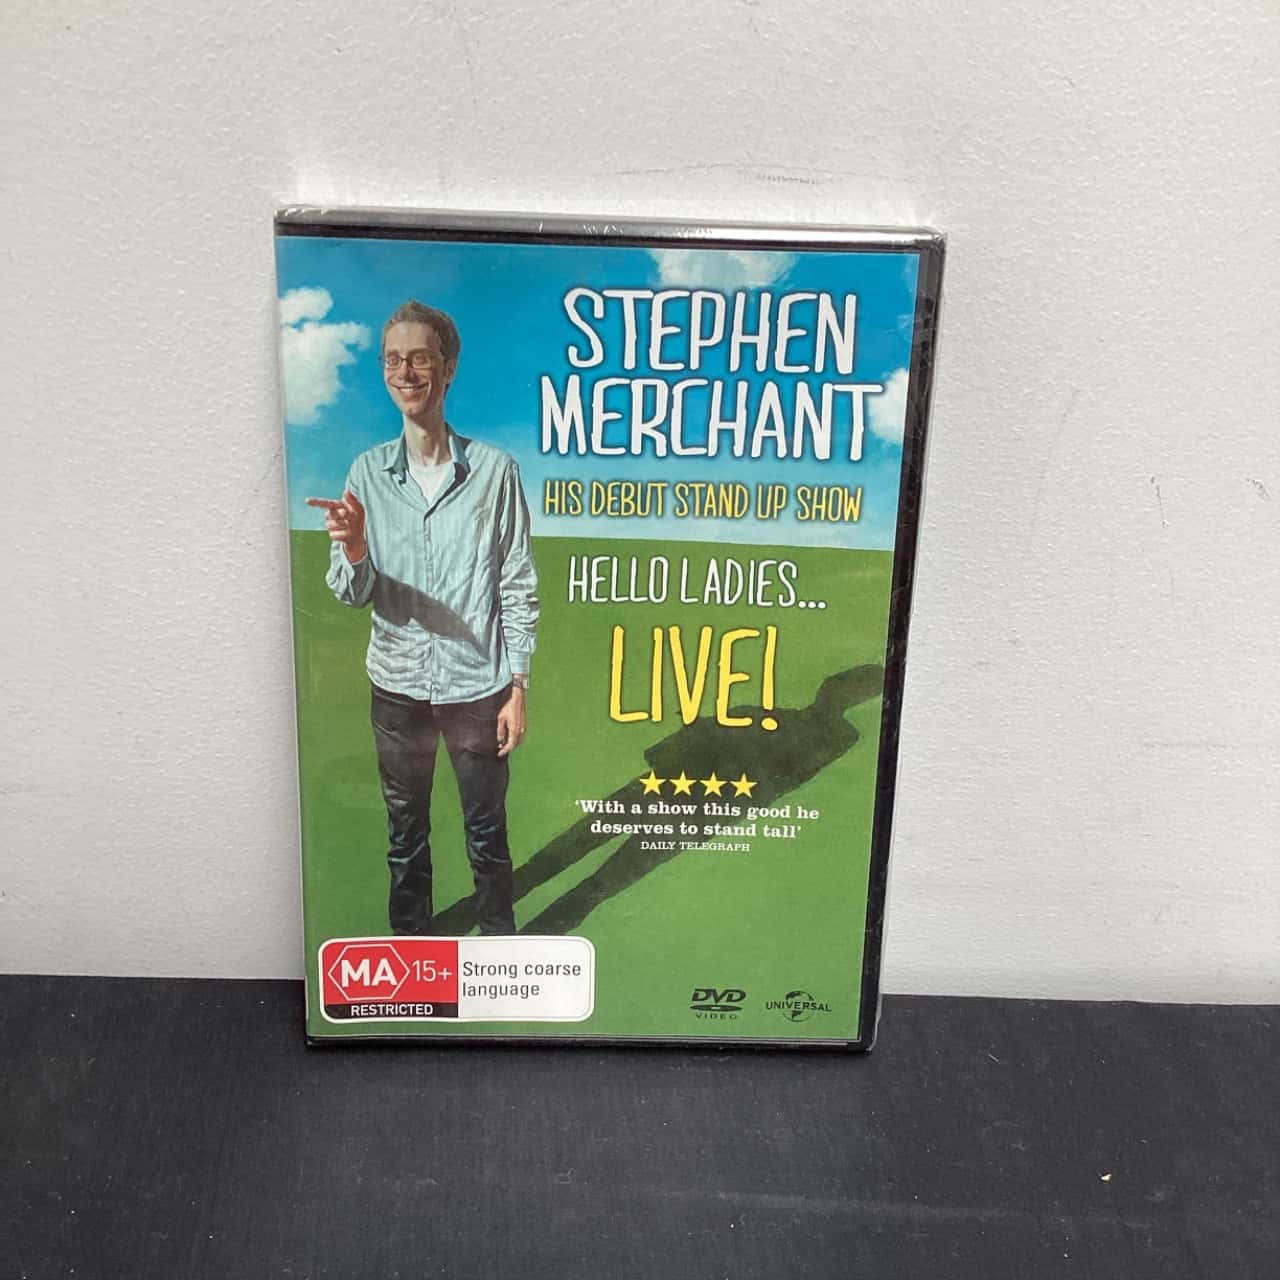 STEPHEN
MERCHANT
HIS DEBUT STAND UP SHOW
HELLO LADIES...
LIVE!
'With a show this good he
deserves to stand tall'
DAILY TELEGRAPH
MA 15+
RESTRICTED
Strong coarse
language
DVD
VIDEO
UNIVERSAL